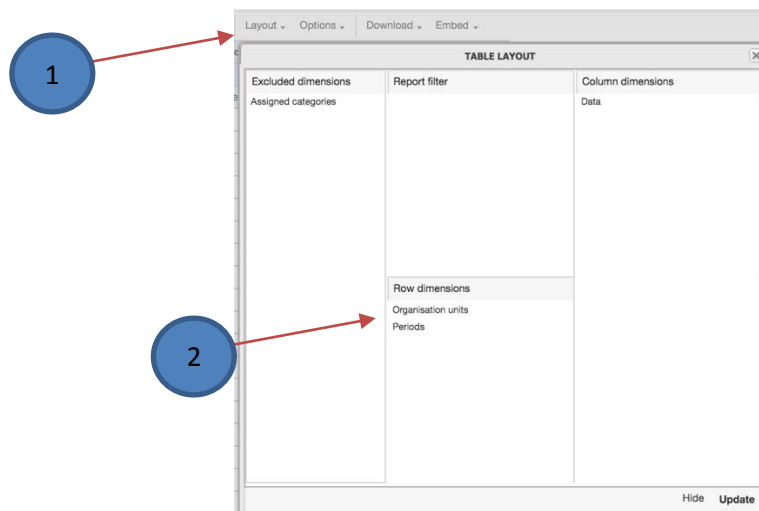 Layout Options Download Embed
1
TABLE LAYOUT
Excluded dimensions Report filter Column dimensions
Assigned categories Data
Row dimensions
Organisation units
Periods
2
Hide Update